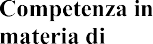 Competenza in
materia di